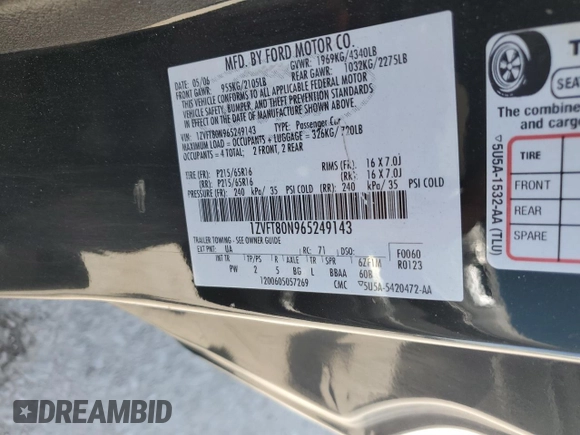 MFD. BY FORD MOTOR CO.
DATE: 05/06 GVWR: 1969KG/4340LB
FRONT GAWR: 955KG/2105LB REAR GAWR: 1032KG/2275LB
THIS VEHICLE CONFORMS TO ALL APPLICABLE FEDERAL MOTOR
VEHICLE SAFETY, BUMPER, AND THEFT PREVENTION STANDARDS
IN EFFECT ON THE DATE OF MANUFACTURE SHOWN ABOVE.
VIN: 1ZVFT80N965249143 TYPE: Passenger Car
MAXIMUM LOAD = OCCUPANTS + LUGGAGE = 326KG/ LB
OCCUPANTS = 4 TOTAL; 2 FRONT, 2 REAR
TIRE (FR): P215/65R16 RIMS (FR): 16 X 7.0J
(RR): P215/65R16 (RR): 16 X 7.0J
PRESSURE (FR): 240 kPa/ 35 PSI COLD (RR): 240 kPa/ 35 PSI COLD
1ZVFT80N965249143
TRAILER TOWING - SEE OWNER GUIDE
EXT PNT: UA RC: 71 DSO: F0060
INT TR TP/PS R AXLE TR SPR R0123
PW 2 5 BG L BBAA
1200605057269 CMC 5U5A-5420472-AA
5U5A-1532-AA (TLU)
SEA
The combine
and cargo
TIRE
FRONT
REAR
SPARE
DREAMBID